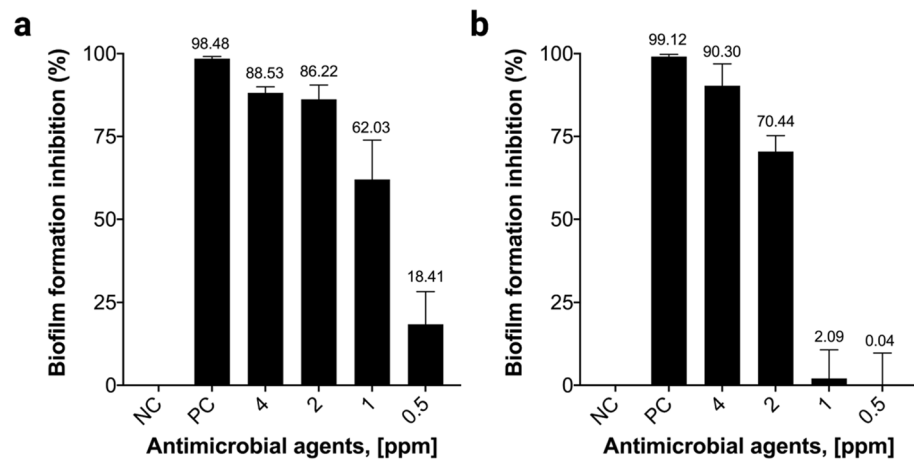 a
Biofilm formation inhibition (%)
100
75
50
25
0
98.48
88.53
86.22
62.03
18.41
NC
PC
4
2
1
0.5
Antimicrobial agents, [ppm]
b
Biofilm formation inhibition (%)
100
75
50
25
0
99.12
90.30
70.44
2.09
0.04
NC
PC
4
2
1
0.5
Antimicrobial agents, [ppm]